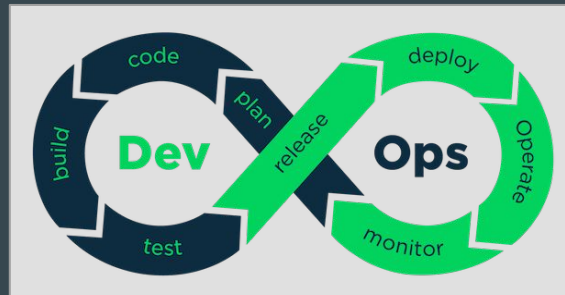 code
plan
build
Dev
test
release
deploy
Ops
Operate
monitor